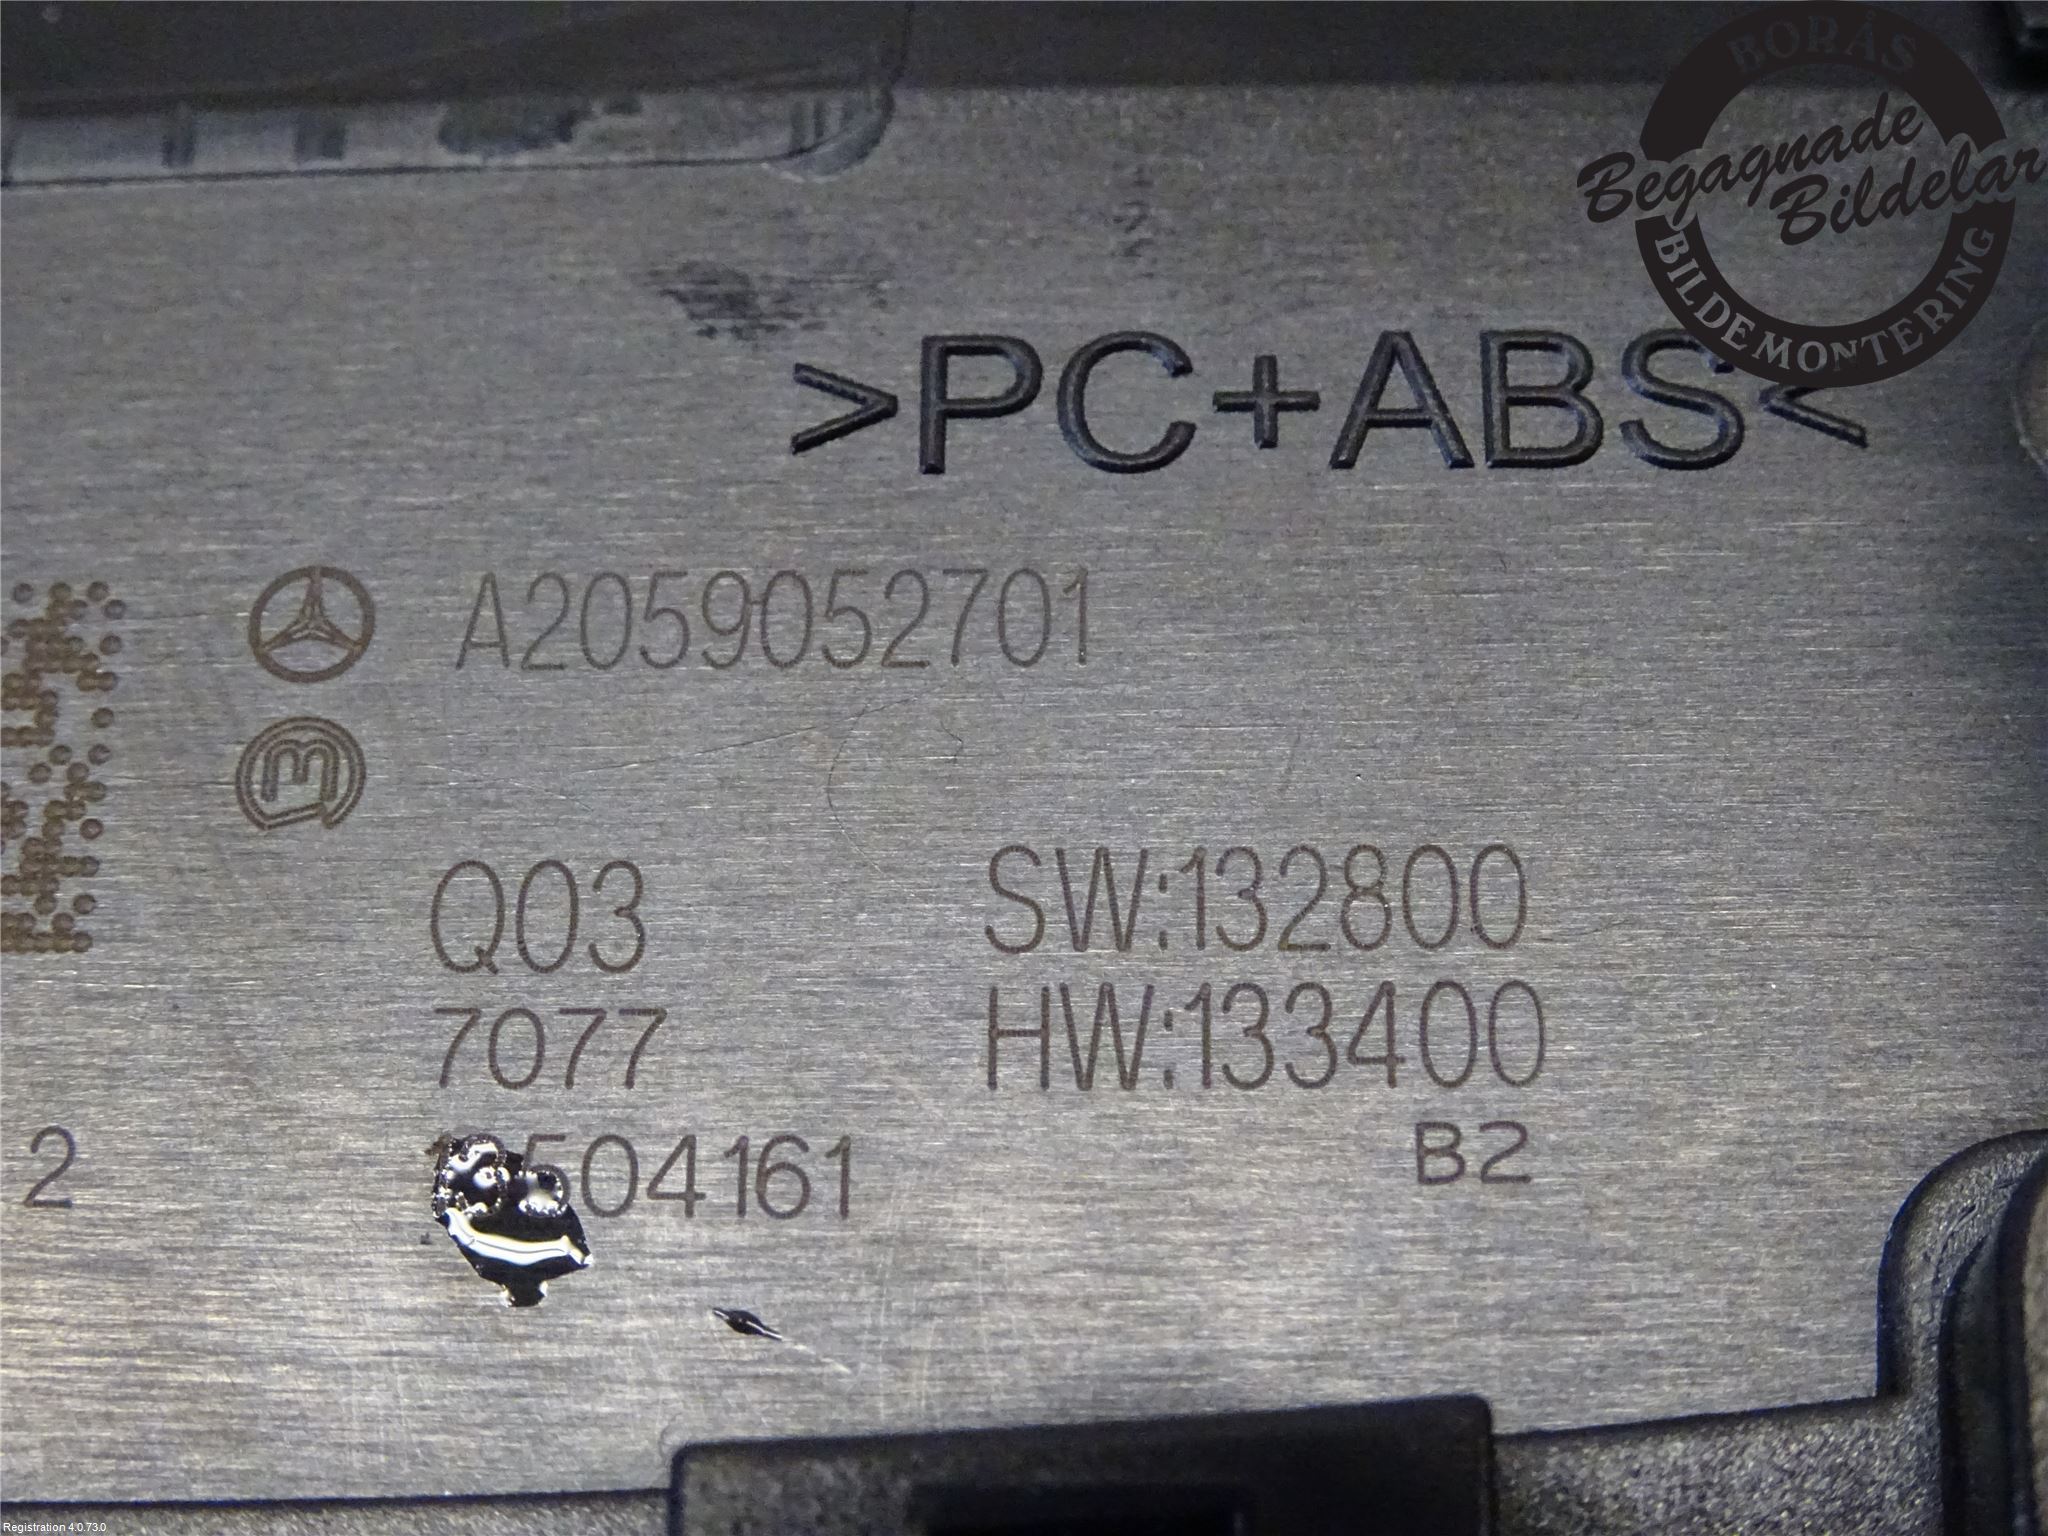 BORÅS
Begagnade
Bildelar
BILDEMONTERING
>PC+ABS<
A2059052701
Q03
SW:132800
7077
HW:133400
2
B2
Registration 4.0.73.0